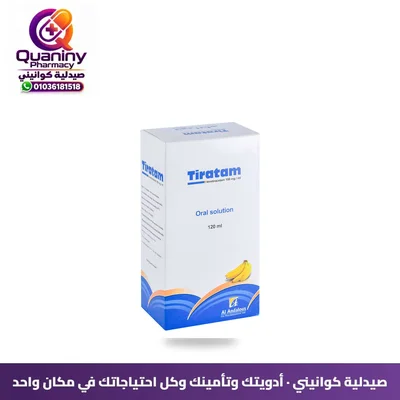 Quaniny
Pharmacy
صيدلية كوانيني
01036181518
Tiratam
Oral solution
120 ml
Al Andalous
صيدلية كوانيني - أدويتك وتأمينك وكل احتياجاتك في مكان واحد